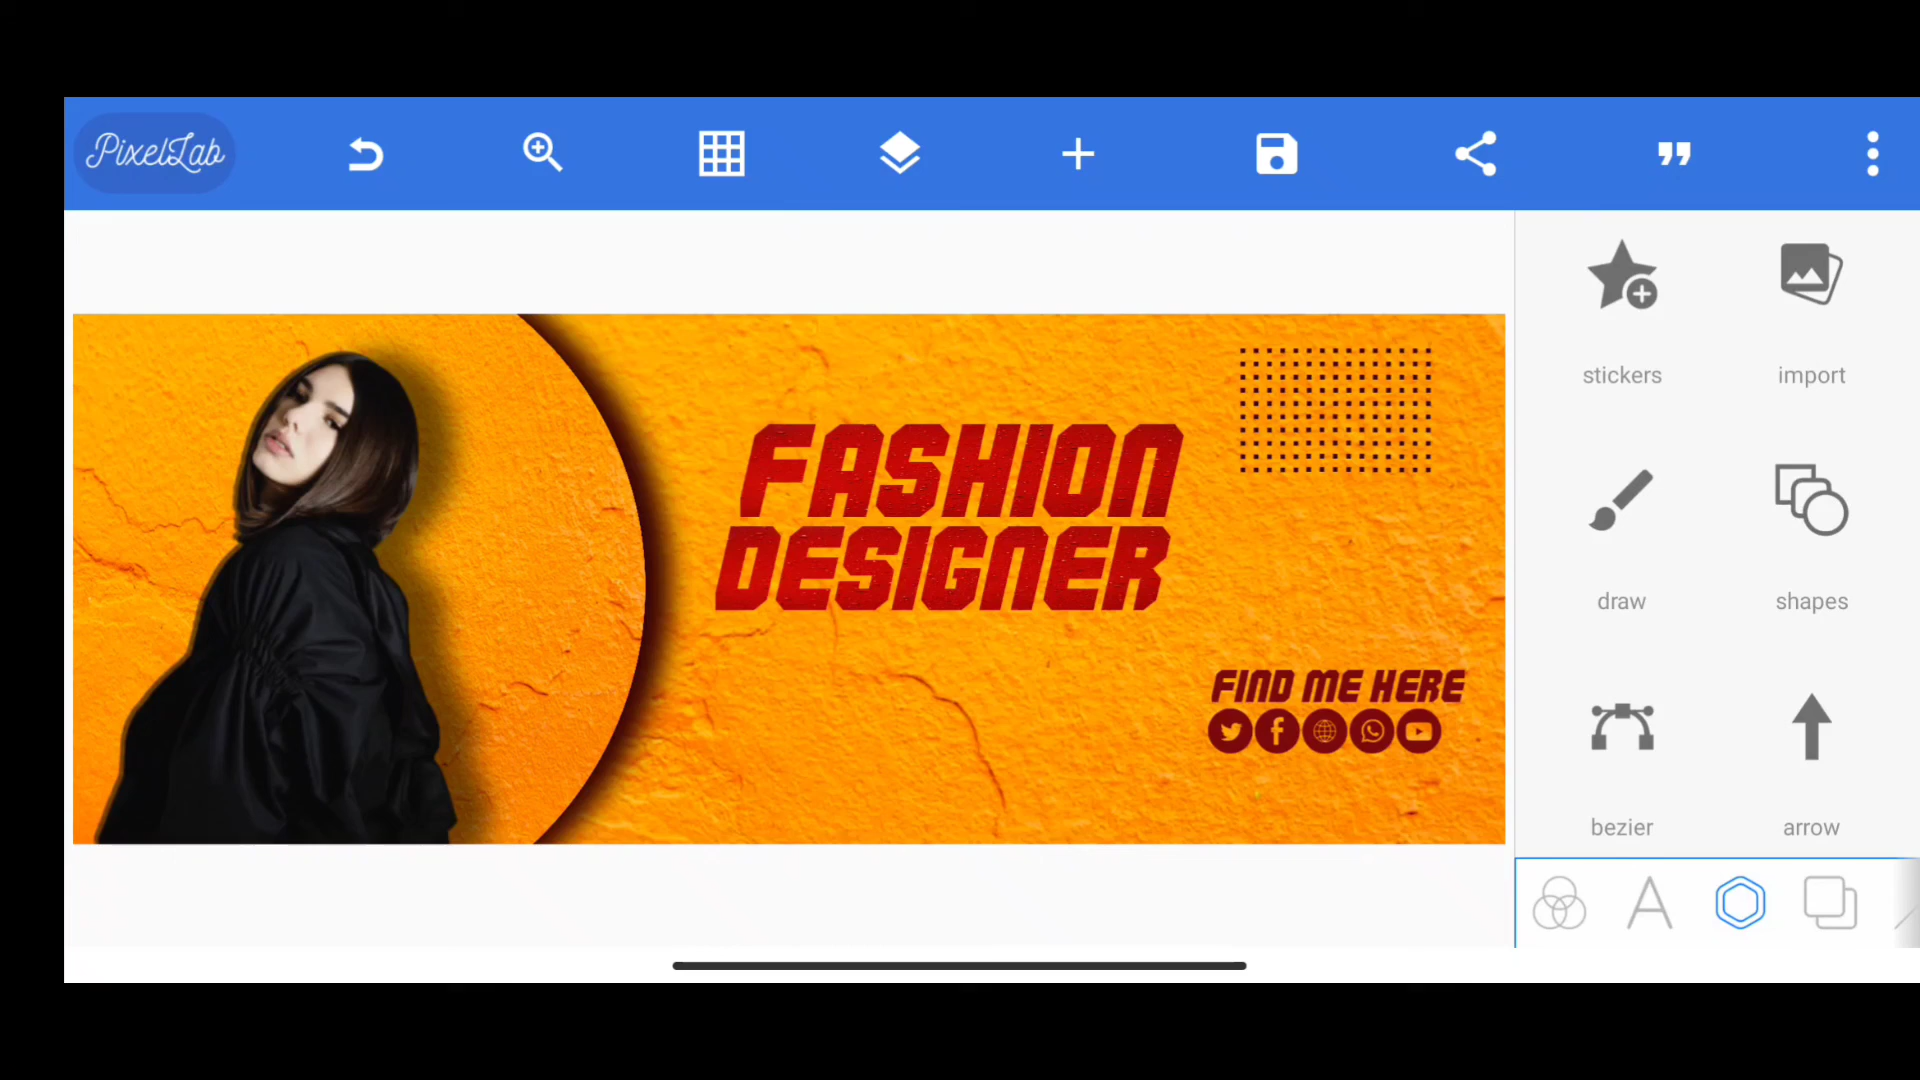 PixelLab
stickers
import
FASHION
DESIGNER
draw
shapes
FIND ME HERE
bezier
arrow